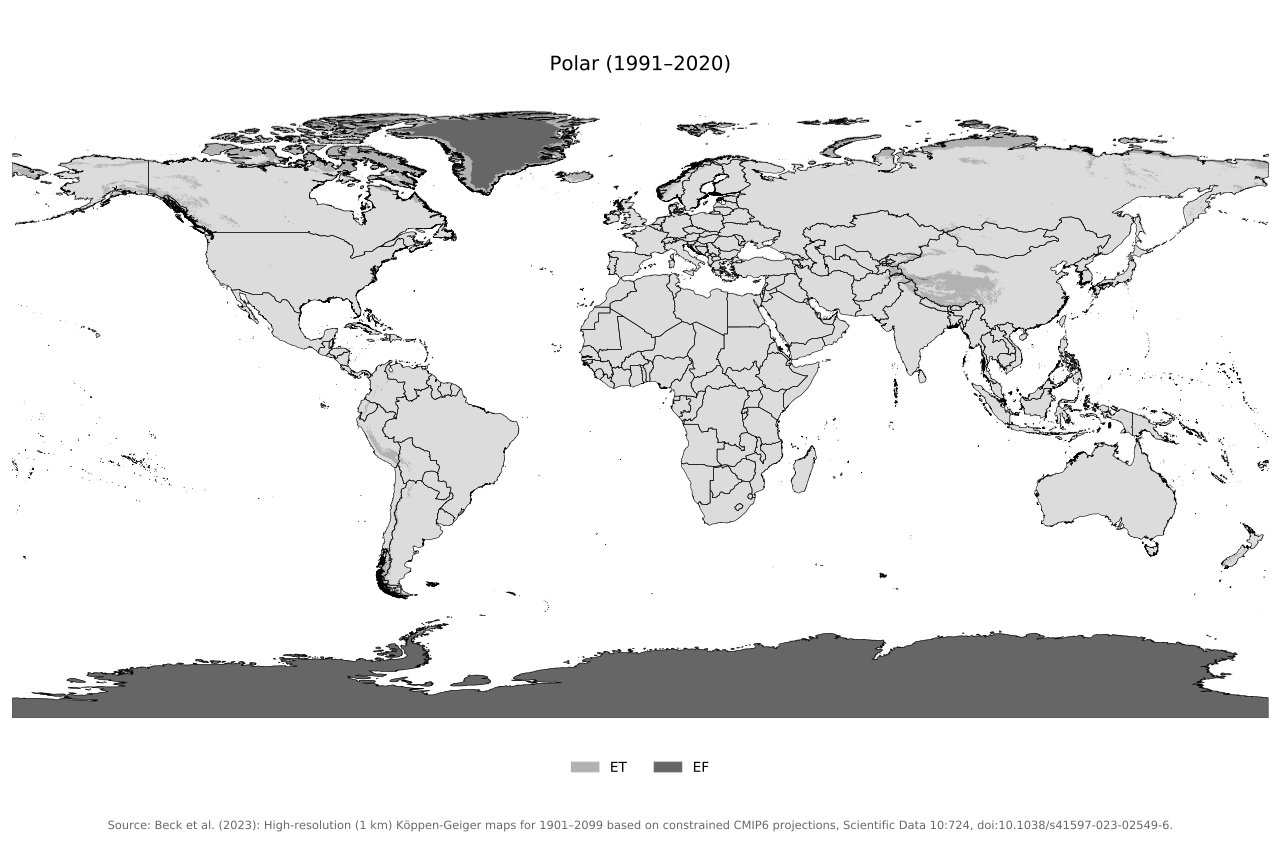 Polar (1991–2020)
ET
EF
Source: Beck et al. (2023): High-resolution (1 km) Köppen-Geiger maps for 1901–2099 based on constrained CMIP6 projections, Scientific Data 10:724, doi:10.1038/s41597-023-02549-6.